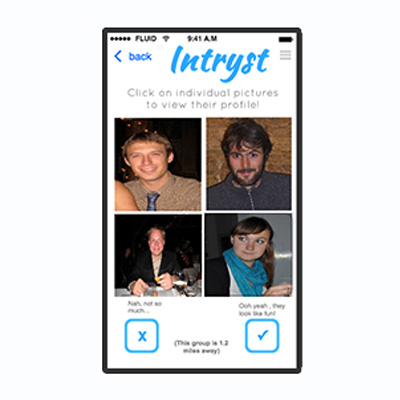 ●●●●● FLUID 9:41 A.M
back Intryst
Click on individual pictures
to view their profile!
Nah, not so
much...
Ooh yeah , they
look like fun!
X ✓
(This group is 1.2
miles away)